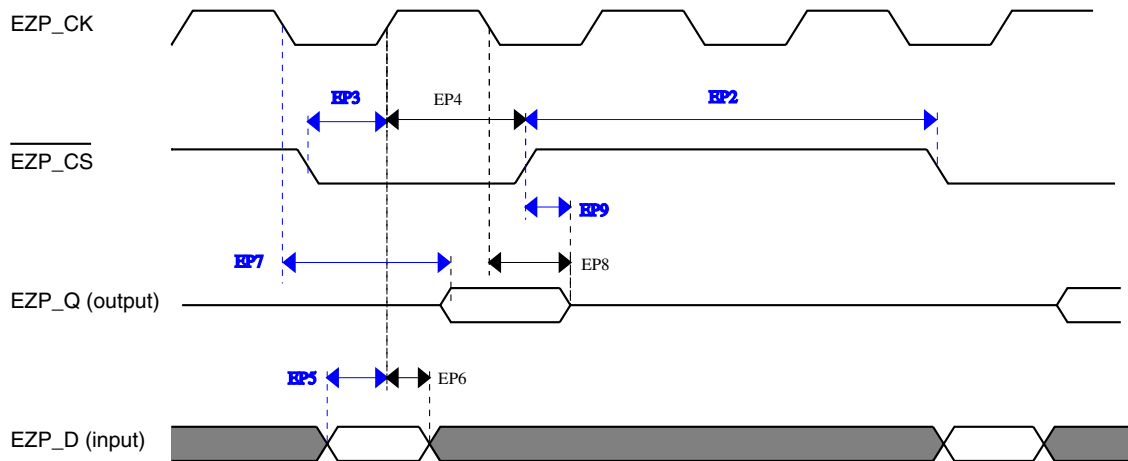 EZP_CK
EP3
EP4
EP2
EZP_CS
EP9
EP7
EP8
EZP_Q (output)
EP5
EP6
EZP_D (input)